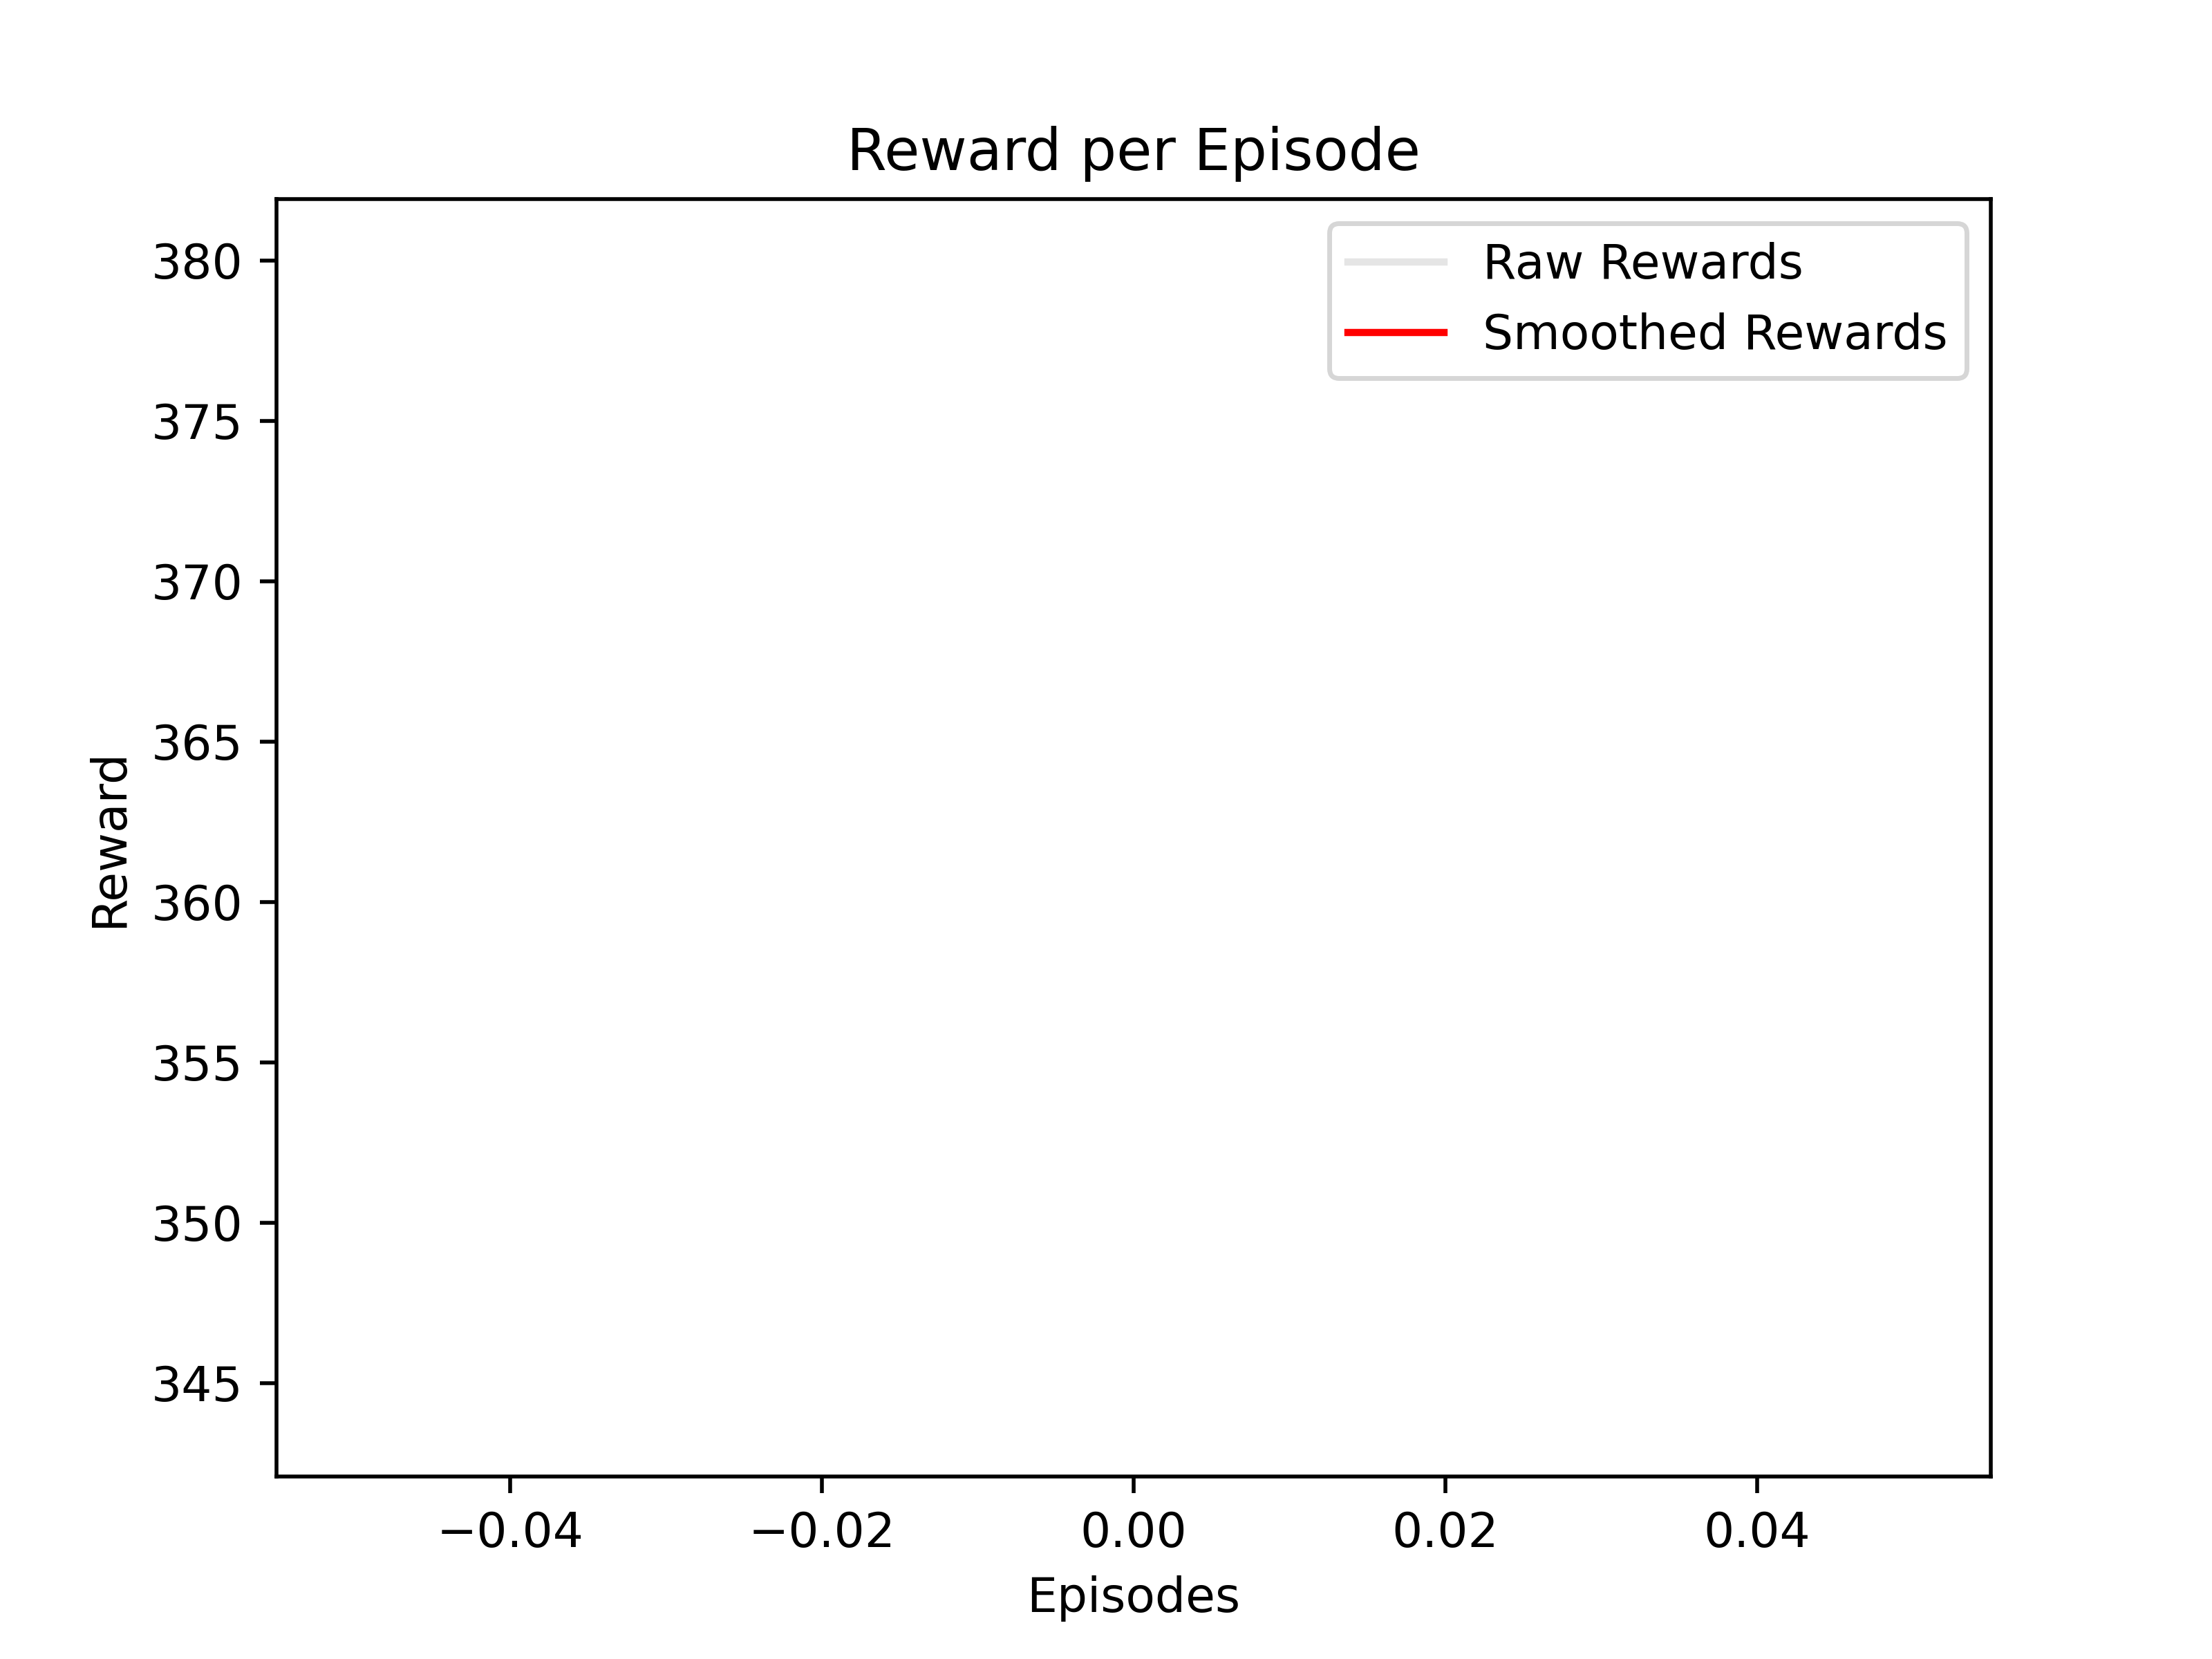 Reward per Episode
Raw Rewards
Smoothed Rewards
380
375
370
365
360
355
350
345
Reward
−0.04
−0.02
0.00
0.02
0.04
Episodes